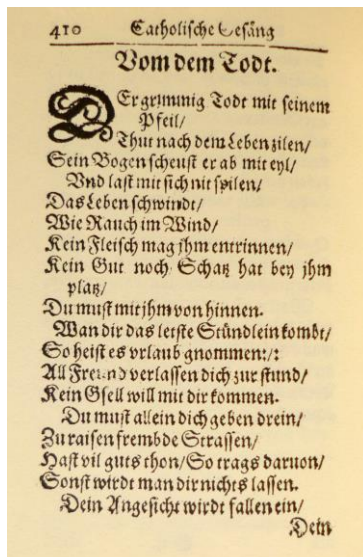 410 Catholische Gesäng
Vom dem Todt.
Der grimmig Todt mit seinem
Pfeil/
Thut nach dem Leben zilen/
Sein Bogen scheust er ab mit eyl/
Vnd last mit sich nit spilen/
Das Leben schwindt/
Wie Rauch im Wind/
Kein Fleisch mag jhm entrinnen/
Kein Gut noch Schatz hat bey jhm
platz/
Du must mit jhm von hinnen.
Wan dir das letste Stündlein kombt/
So heist es vrlaub gnommen:/:
All Freund verlassen dich zur stund/
Kein Gsell will mit dir kommen.
Du must allein dich geben drein/
Zu raisen frembde Strassen/
Hast vil guts thon/So trags daruon/
Sonst wirdt man dir nichts lassen.
Dein Angesicht wirdt fallen ein/
Dein